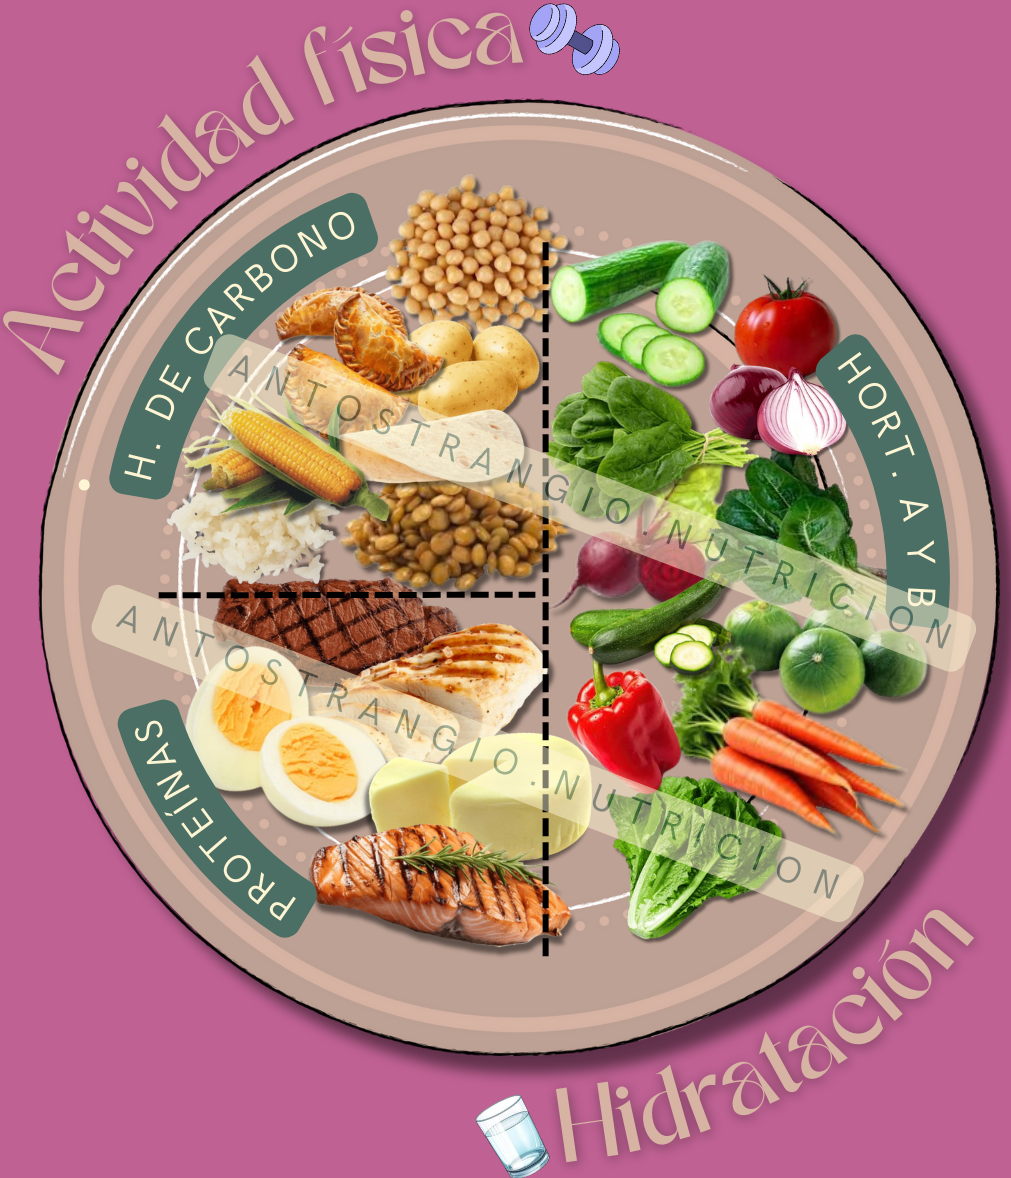 Actividad física
H. DE CARBONO
HORT. A Y B
ANTOSTRANGIO.NUTRICION
ANTOSTRANGIO.NUTRICION
PROTEÍNAS
Hidratación